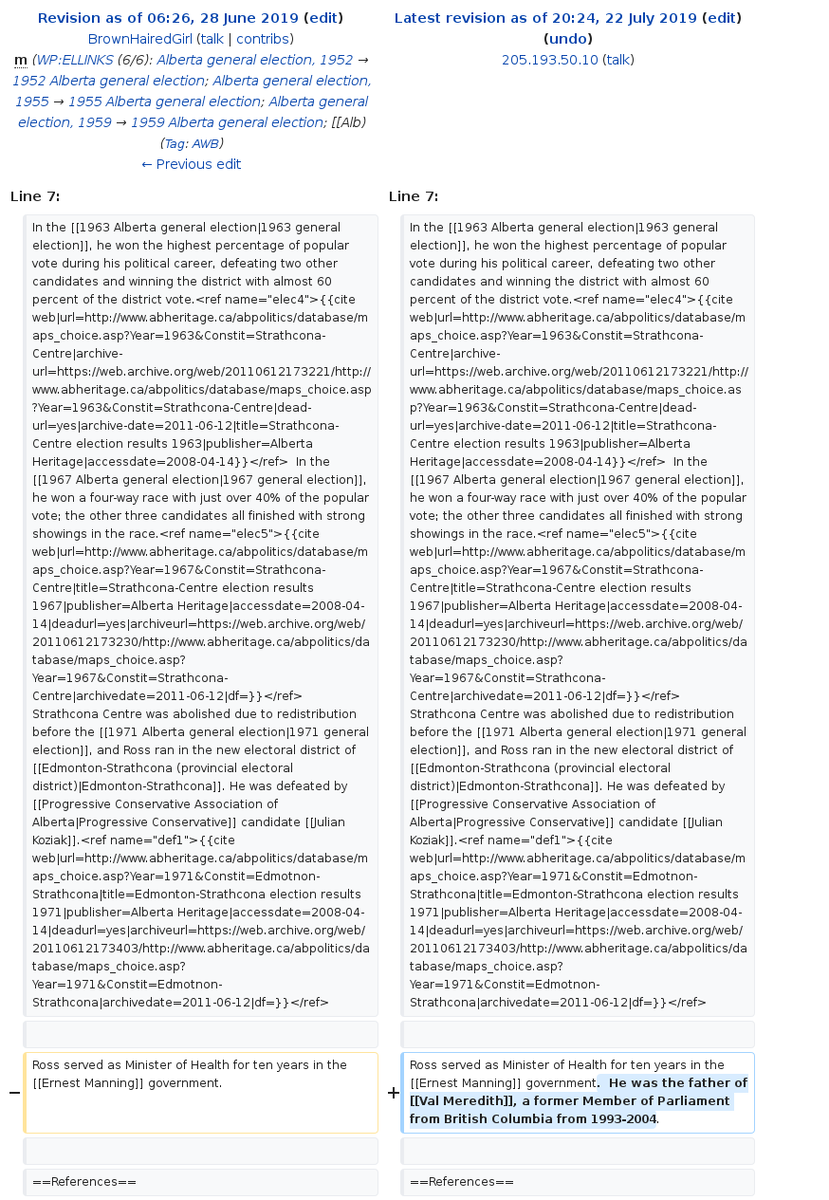 Revision as of 06:26, 28 June 2019 (edit)
BrownHairedGirl (talk | contribs)
m (WP:ELLINKS (6/6): Alberta general election, 1952 →
1952 Alberta general election; Alberta general election,
1955 → 1955 Alberta general election; Alberta general
election, 1959 → 1959 Alberta general election; [[Alb)
(Tag: AWB)
← Previous edit
Latest revision as of 20:24, 22 July 2019 (edit)
(undo)
205.193.50.10 (talk)
Line 7:
In the [[1963 Alberta general election|1963 general
election]], he won the highest percentage of popular
vote during his political career, defeating two other
candidates and winning the district with almost 60
percent of the district vote.<ref name="elec4">{{cite
web|url=http://www.abheritage.ca/abpolitics/database/m
aps_choice.asp?Year=1963&Constit=Strathcona-
Centre|archive-
url=https://web.archive.org/web/20110612173221/http://
www.abheritage.ca/abpolitics/database/maps_choice.asp
?Year=1963&Constit=Strathcona-Centre|dead-
url=yes|archive-date=2011-06-12|title=Strathcona-
Centre election results 1963|publisher=Alberta
Heritage|accessdate=2008-04-14}}</ref>  In the
[[1967 Alberta general election|1967 general election]],
he won a four-way race with just over 40% of the popular
vote; the other three candidates all finished with strong
showings in the race.<ref name="elec5">{{cite
web|url=http://www.abheritage.ca/abpolitics/database/m
aps_choice.asp?Year=1967&Constit=Strathcona-
Centre|title=Strathcona-Centre election results
1967|publisher=Alberta Heritage|accessdate=2008-04-
14|deadurl=yes|archiveurl=https://web.archive.org/web/
20110612173230/http://www.abheritage.ca/abpolitics/da
tabase/maps_choice.asp?
Year=1967&Constit=Strathcona-
Centre|archivedate=2011-06-12|df=}}</ref>
Strathcona Centre was abolished due to redistribution
before the [[1971 Alberta general election|1971 general
election]], and Ross ran in the new electoral district of
[[Edmonton-Strathcona (provincial electoral
district)|Edmonton-Strathcona]]. He was defeated by
[[Progressive Conservative Association of
Alberta|Progressive Conservative]] candidate [[Julian
Koziak]].<ref name="def1">{{cite
web|url=http://www.abheritage.ca/abpolitics/database/m
aps_choice.asp?Year=1971&Constit=Edmotnon-
Strathcona|title=Edmonton-Strathcona election results
1971|publisher=Alberta Heritage|accessdate=2008-04-
14|deadurl=yes|archiveurl=https://web.archive.org/web/
20110612173403/http://www.abheritage.ca/abpolitics/da
tabase/maps_choice.asp?
Year=1971&Constit=Edmotnon-
Strathcona|archivedate=2011-06-12|df=}}</ref>
− Ross served as Minister of Health for ten years in the
[[Ernest Manning]] government.
==References==
Line 7:
In the [[1963 Alberta general election|1963 general
election]], he won the highest percentage of popular
vote during his political career, defeating two other
candidates and winning the district with almost 60
percent of the district vote.<ref name="elec4">{{cite
web|url=http://www.abheritage.ca/abpolitics/database/m
aps_choice.asp?Year=1963&Constit=Strathcona-
Centre|archive-
url=https://web.archive.org/web/20110612173221/http://
www.abheritage.ca/abpolitics/database/maps_choice.as
p?Year=1963&Constit=Strathcona-Centre|dead-
url=yes|archive-date=2011-06-12|title=Strathcona-
Centre election results 1963|publisher=Alberta
Heritage|accessdate=2008-04-14}}</ref>  In the
[[1967 Alberta general election|1967 general election]],
he won a four-way race with just over 40% of the popular
vote; the other three candidates all finished with strong
showings in the race.<ref name="elec5">{{cite
web|url=http://www.abheritage.ca/abpolitics/database/m
aps_choice.asp?Year=1967&Constit=Strathcona-
Centre|title=Strathcona-Centre election results
1967|publisher=Alberta Heritage|accessdate=2008-04-
14|deadurl=yes|archiveurl=https://web.archive.org/web/
20110612173230/http://www.abheritage.ca/abpolitics/da
tabase/maps_choice.asp?
Year=1967&Constit=Strathcona-
Centre|archivedate=2011-06-12|df=}}</ref>
Strathcona Centre was abolished due to redistribution
before the [[1971 Alberta general election|1971 general
election]], and Ross ran in the new electoral district of
[[Edmonton-Strathcona (provincial electoral
district)|Edmonton-Strathcona]]. He was defeated by
[[Progressive Conservative Association of
Alberta|Progressive Conservative]] candidate [[Julian
Koziak]].<ref name="def1">{{cite
web|url=http://www.abheritage.ca/abpolitics/database/m
aps_choice.asp?Year=1971&Constit=Edmotnon-
Strathcona|title=Edmonton-Strathcona election results
1971|publisher=Alberta Heritage|accessdate=2008-04-
14|deadurl=yes|archiveurl=https://web.archive.org/web/
20110612173403/http://www.abheritage.ca/abpolitics/da
tabase/maps_choice.asp?
Year=1971&Constit=Edmotnon-
Strathcona|archivedate=2011-06-12|df=}}</ref>
+ Ross served as Minister of Health for ten years in the
[[Ernest Manning]] government.  He was the father of
[[Val Meredith]], a former Member of Parliament
from British Columbia from 1993-2004.
==References==